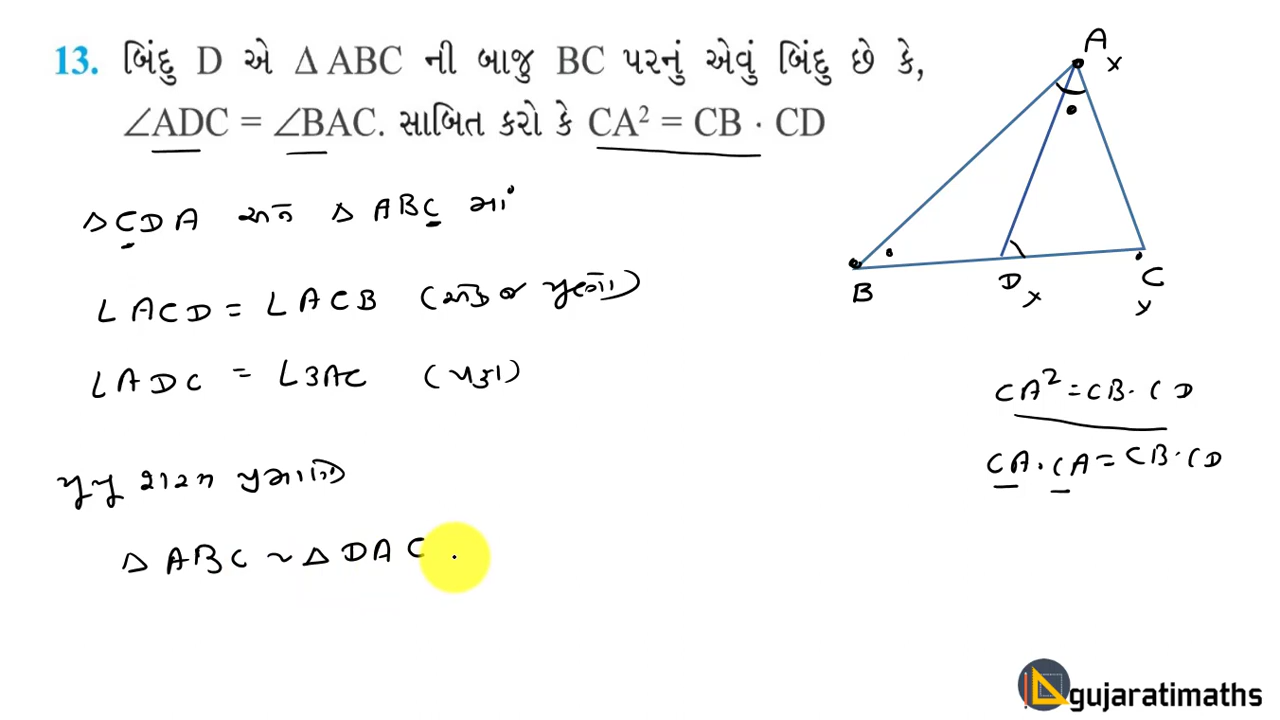 13. બિંદુ D એ Δ ABC ની બાજુ BC પરનું એવું બિંદુ છે કે,
∠ADC = ∠BAC. સાબિત કરો કે CA² = CB · CD
A
x
B
D
x
C
y
Δ CDA અને Δ ABC માં
∠ACD = ∠ACB
∠ADC = ∠BAC (પક્ષ)
CA² = CB · CD
CA · CA = CB · CD
Δ ABC ~ Δ DAC
gujaratimaths